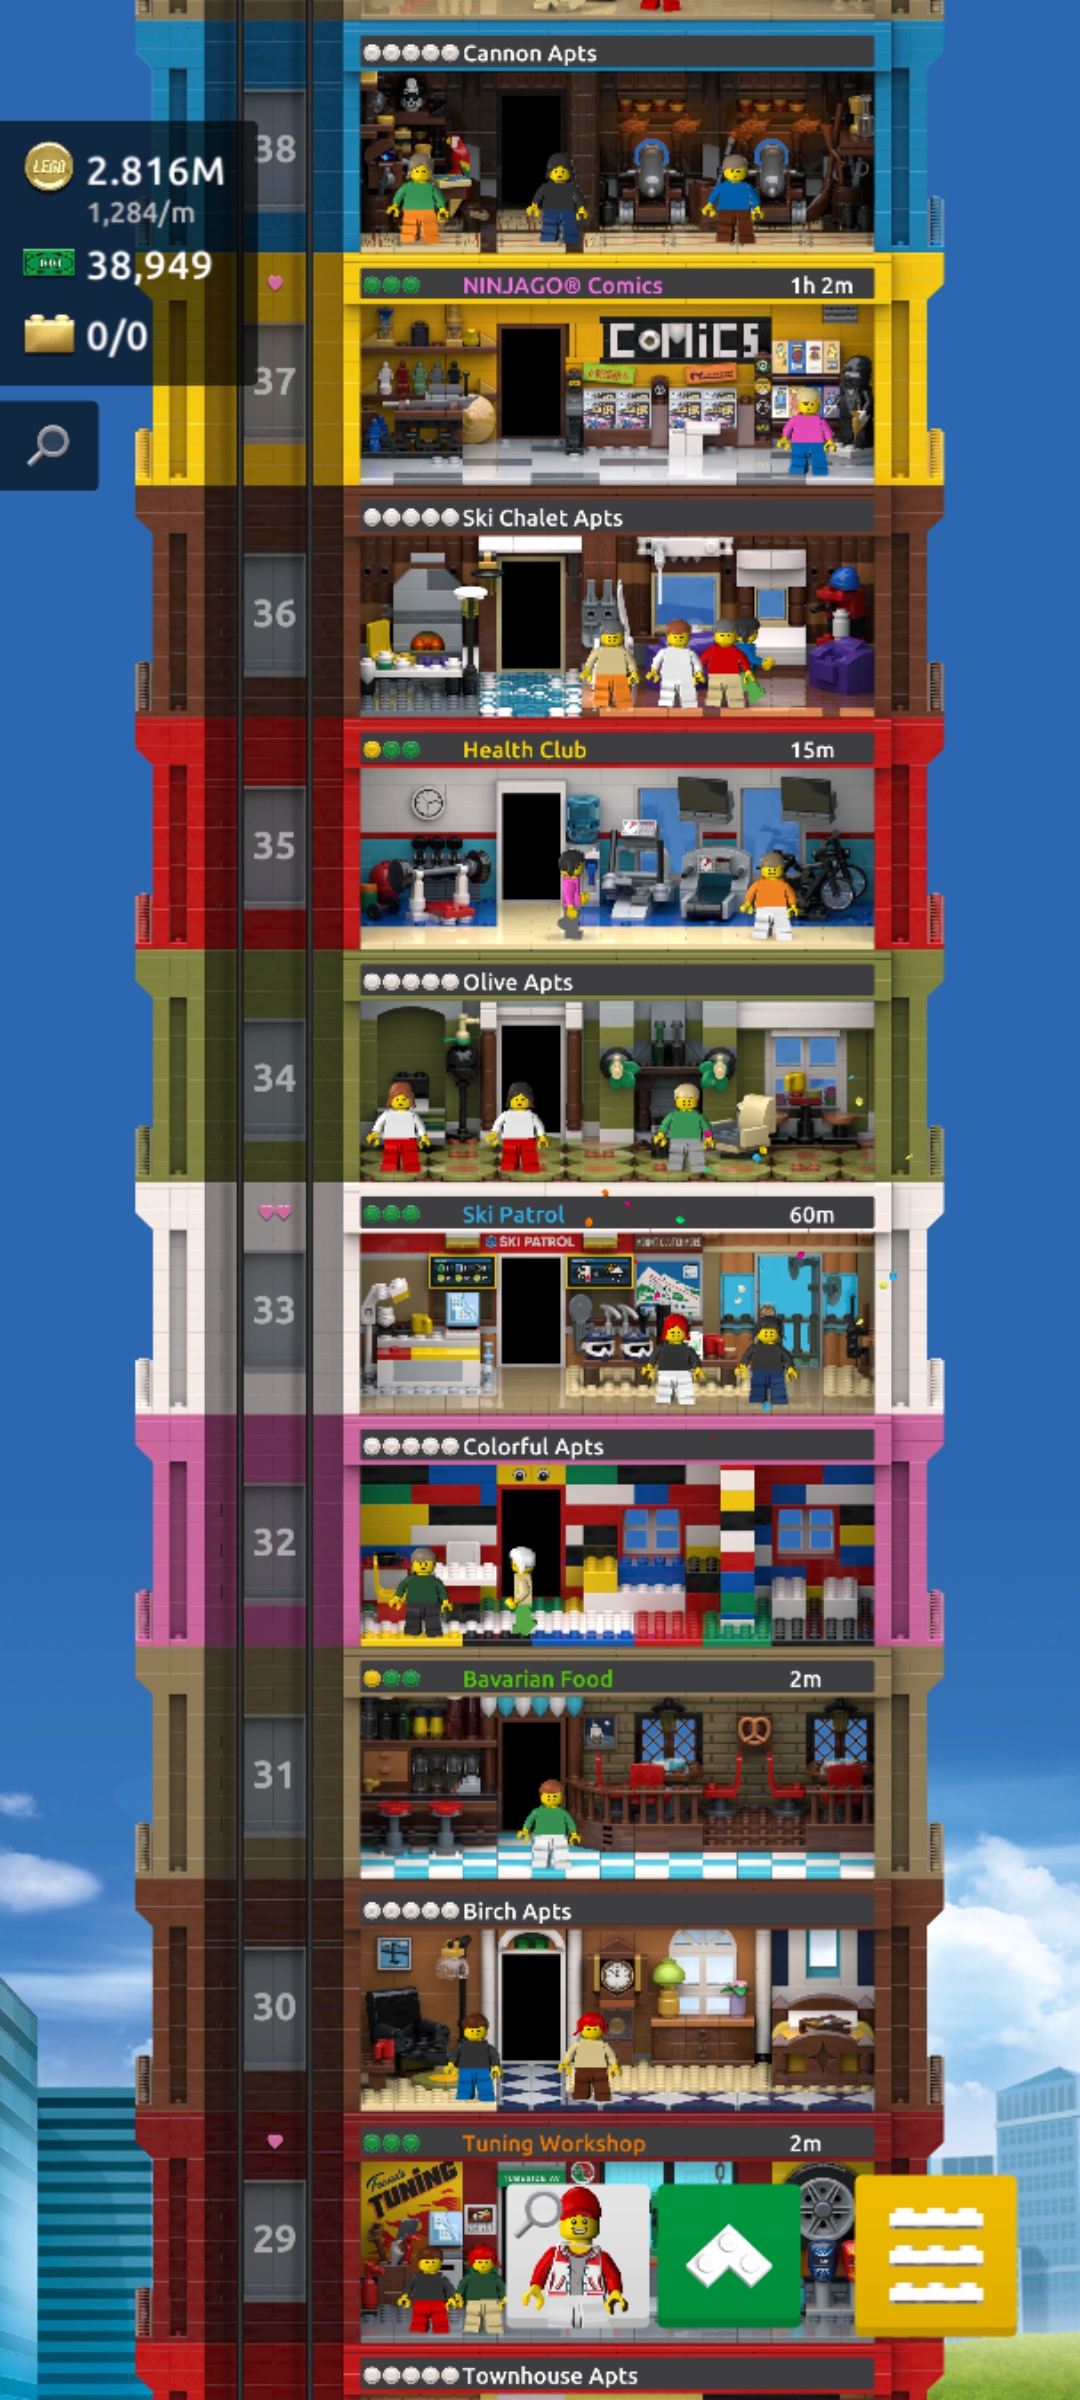 Cannon Apts
38
LEGO 2.816M
1,284/m
38,949
0/0
NINJAGO® Comics 1h 2m
COMiCS
37
Ski Chalet Apts
36
Health Club 15m
35
Olive Apts
34
Ski Patrol 60m
SKI PATROL
33
Colorful Apts
32
Bavarian Food 2m
31
Birch Apts
30
Tuning Workshop 2m
TUNING
29
Townhouse Apts